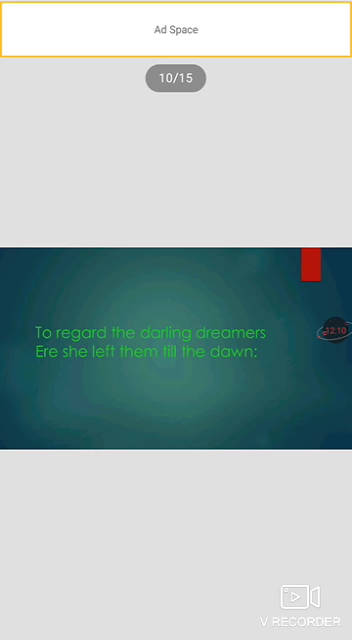 Ad Space
10/15
To regard the darling dreamers
Ere she left them till the dawn:
12:10
V RECORDER